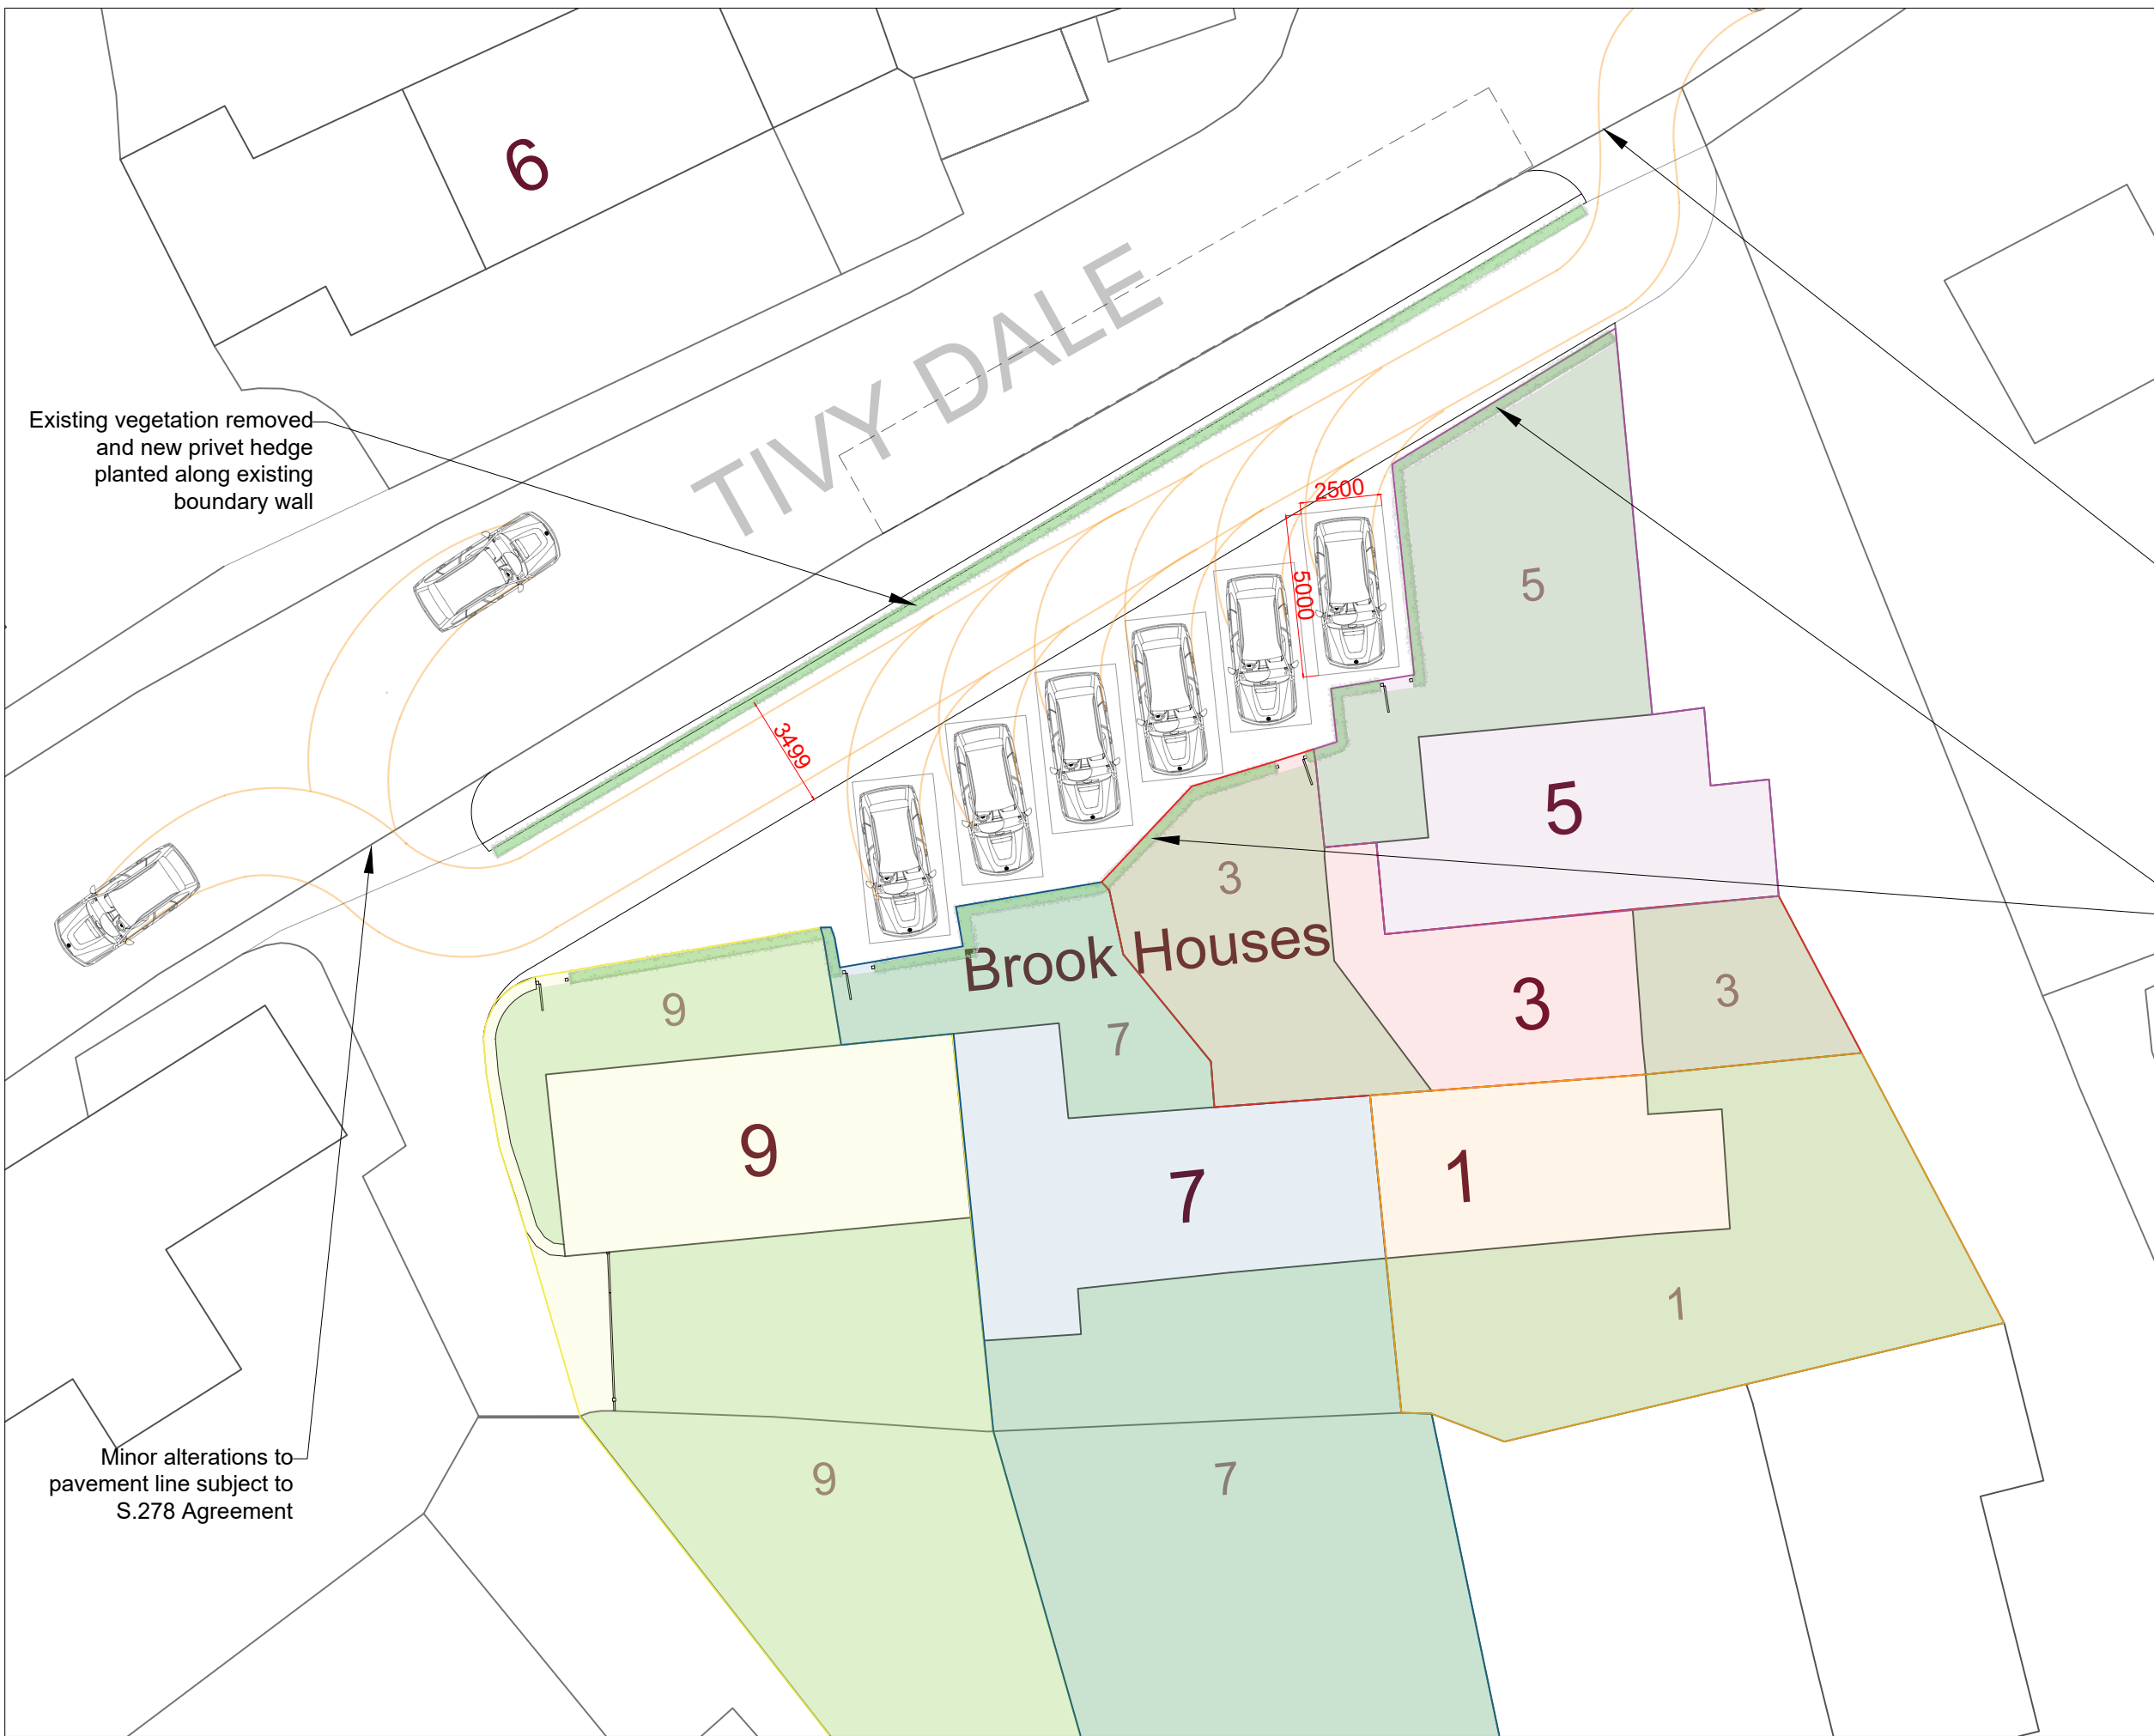 6
TIVY DALE
Existing vegetation removed
and new privet hedge
planted along existing
boundary wall
2500
5000
3499
5
5
3
Brook Houses
9
7
3
3
9
7
1
1
9
7
Minor alterations to
pavement line subject to
S.278 Agreement